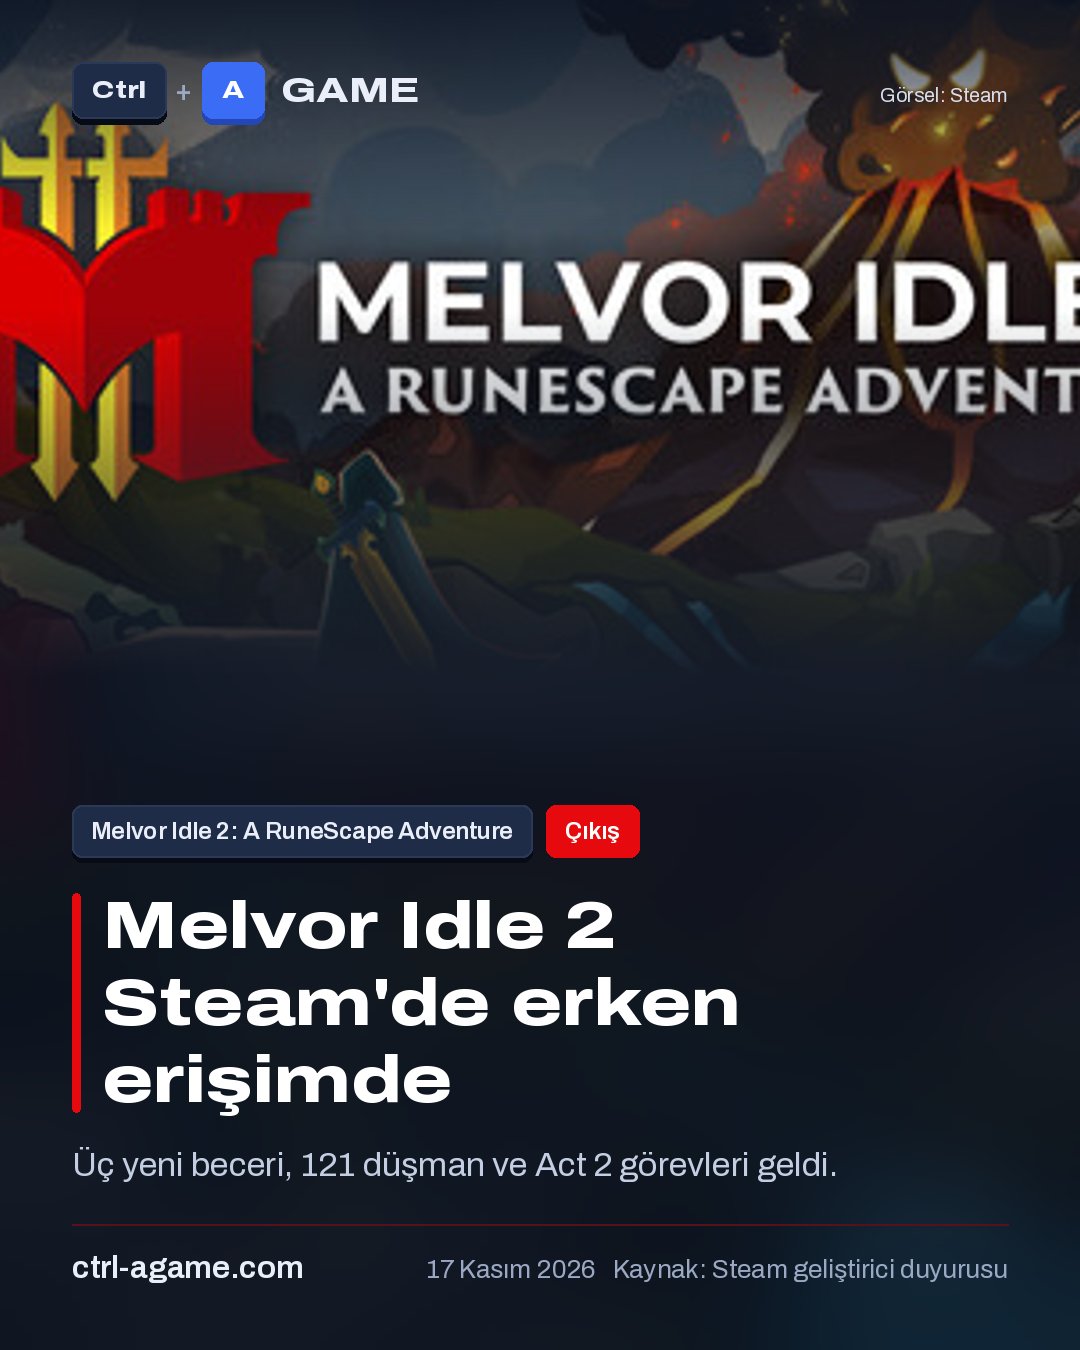 Ctrl + A GAME
Görsel: Steam
MELVOR IDLE
A RUNESCAPE ADVENT
Melvor Idle 2: A RuneScape Adventure
Çıkış
Melvor Idle 2
Steam'de erken
erişimde
Üç yeni beceri, 121 düşman ve Act 2 görevleri geldi.
ctrl-agame.com
17 Kasım 2026 Kaynak: Steam geliştirici duyurusu